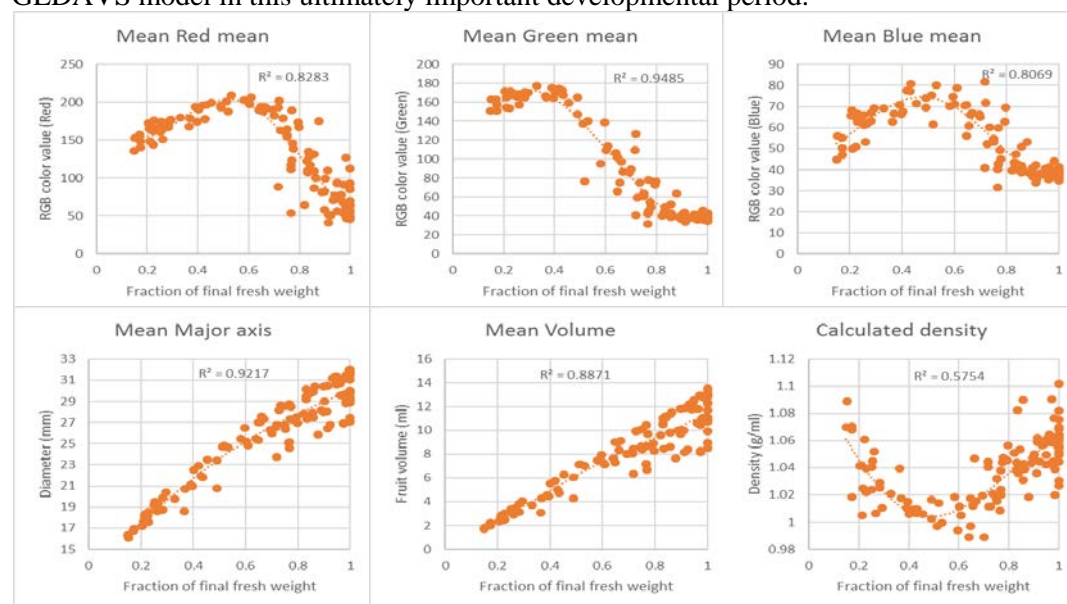 GEDAVS model in this ultimately important developmental period.
Mean Red mean
R² = 0.8283
RGB color value (Red)
250
200
150
100
50
0
0 0.2 0.4 0.6 0.8 1
Fraction of final fresh weight
Mean Green mean
R² = 0.9485
RGB color value (Green)
200
180
160
140
120
100
80
60
40
20
0
0 0.2 0.4 0.6 0.8 1
Fraction of final fresh weight
Mean Blue mean
R² = 0.8069
RGB color value (Blue)
90
80
70
60
50
40
30
20
10
0
0 0.2 0.4 0.6 0.8 1
Fraction of final fresh weight
Mean Major axis
R² = 0.9217
Diameter (mm)
33
31
29
27
25
23
21
19
17
15
0 0.2 0.4 0.6 0.8 1
Fraction of final fresh weight
Mean Volume
R² = 0.8871
Fruit volume (ml)
16
14
12
10
8
6
4
2
0
0 0.2 0.4 0.6 0.8 1
Fraction of final fresh weight
Calculated density
R² = 0.5754
Density (g/ml)
1.12
1.1
1.08
1.06
1.04
1.02
1
0.98
0 0.2 0.4 0.6 0.8 1
Fraction of final fresh weight